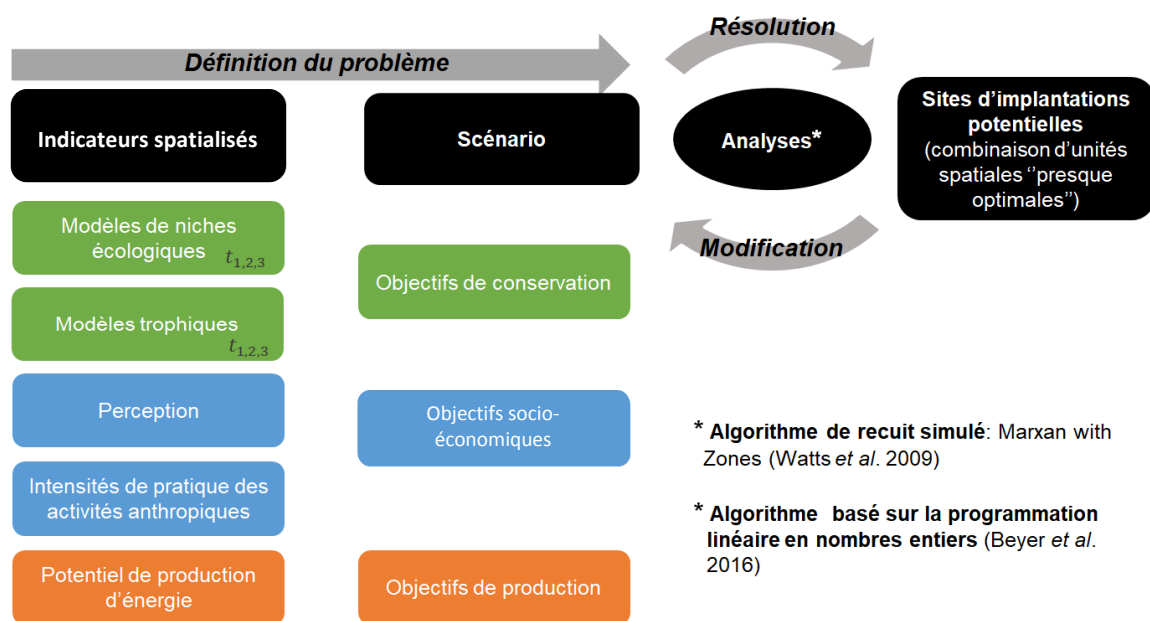 Définition du problème
Résolution
Indicateurs spatialisés
Scénario
Analyses*
Sites d’implantations
potentielles
(combinaison d’unités
spatiales ‘’presque
optimales’’)
Modification
Modèles de niches
écologiques t1,2,3
Modèles trophiques
t1,2,3
Perception
Intensités de pratique des
activités anthropiques
Potentiel de production
d’énergie
Objectifs de conservation
Objectifs socio-
économiques
Objectifs de production
* Algorithme de recuit simulé: Marxan with
Zones (Watts et al. 2009)
* Algorithme basé sur la programmation
linéaire en nombres entiers (Beyer et al.
2016)